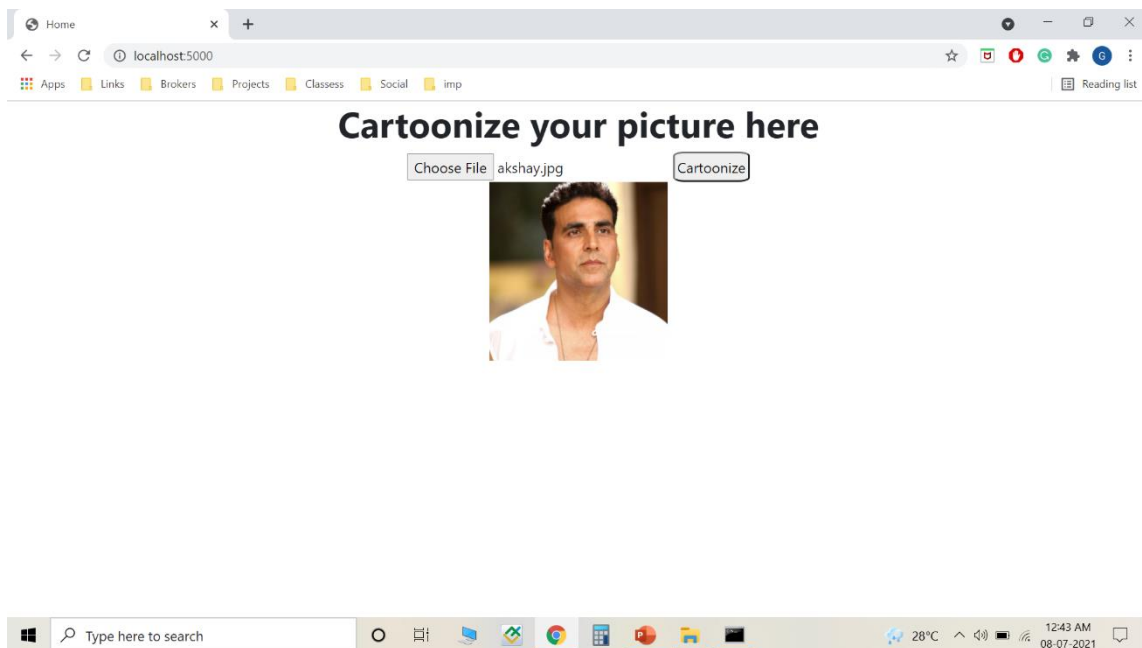 Home
localhost:5000
Apps Links Brokers Projects Classess Social imp Reading list
Cartoonize your picture here
Choose File akshay.jpg Cartoonize
Type here to search
28°C
12:43 AM
08-07-2021